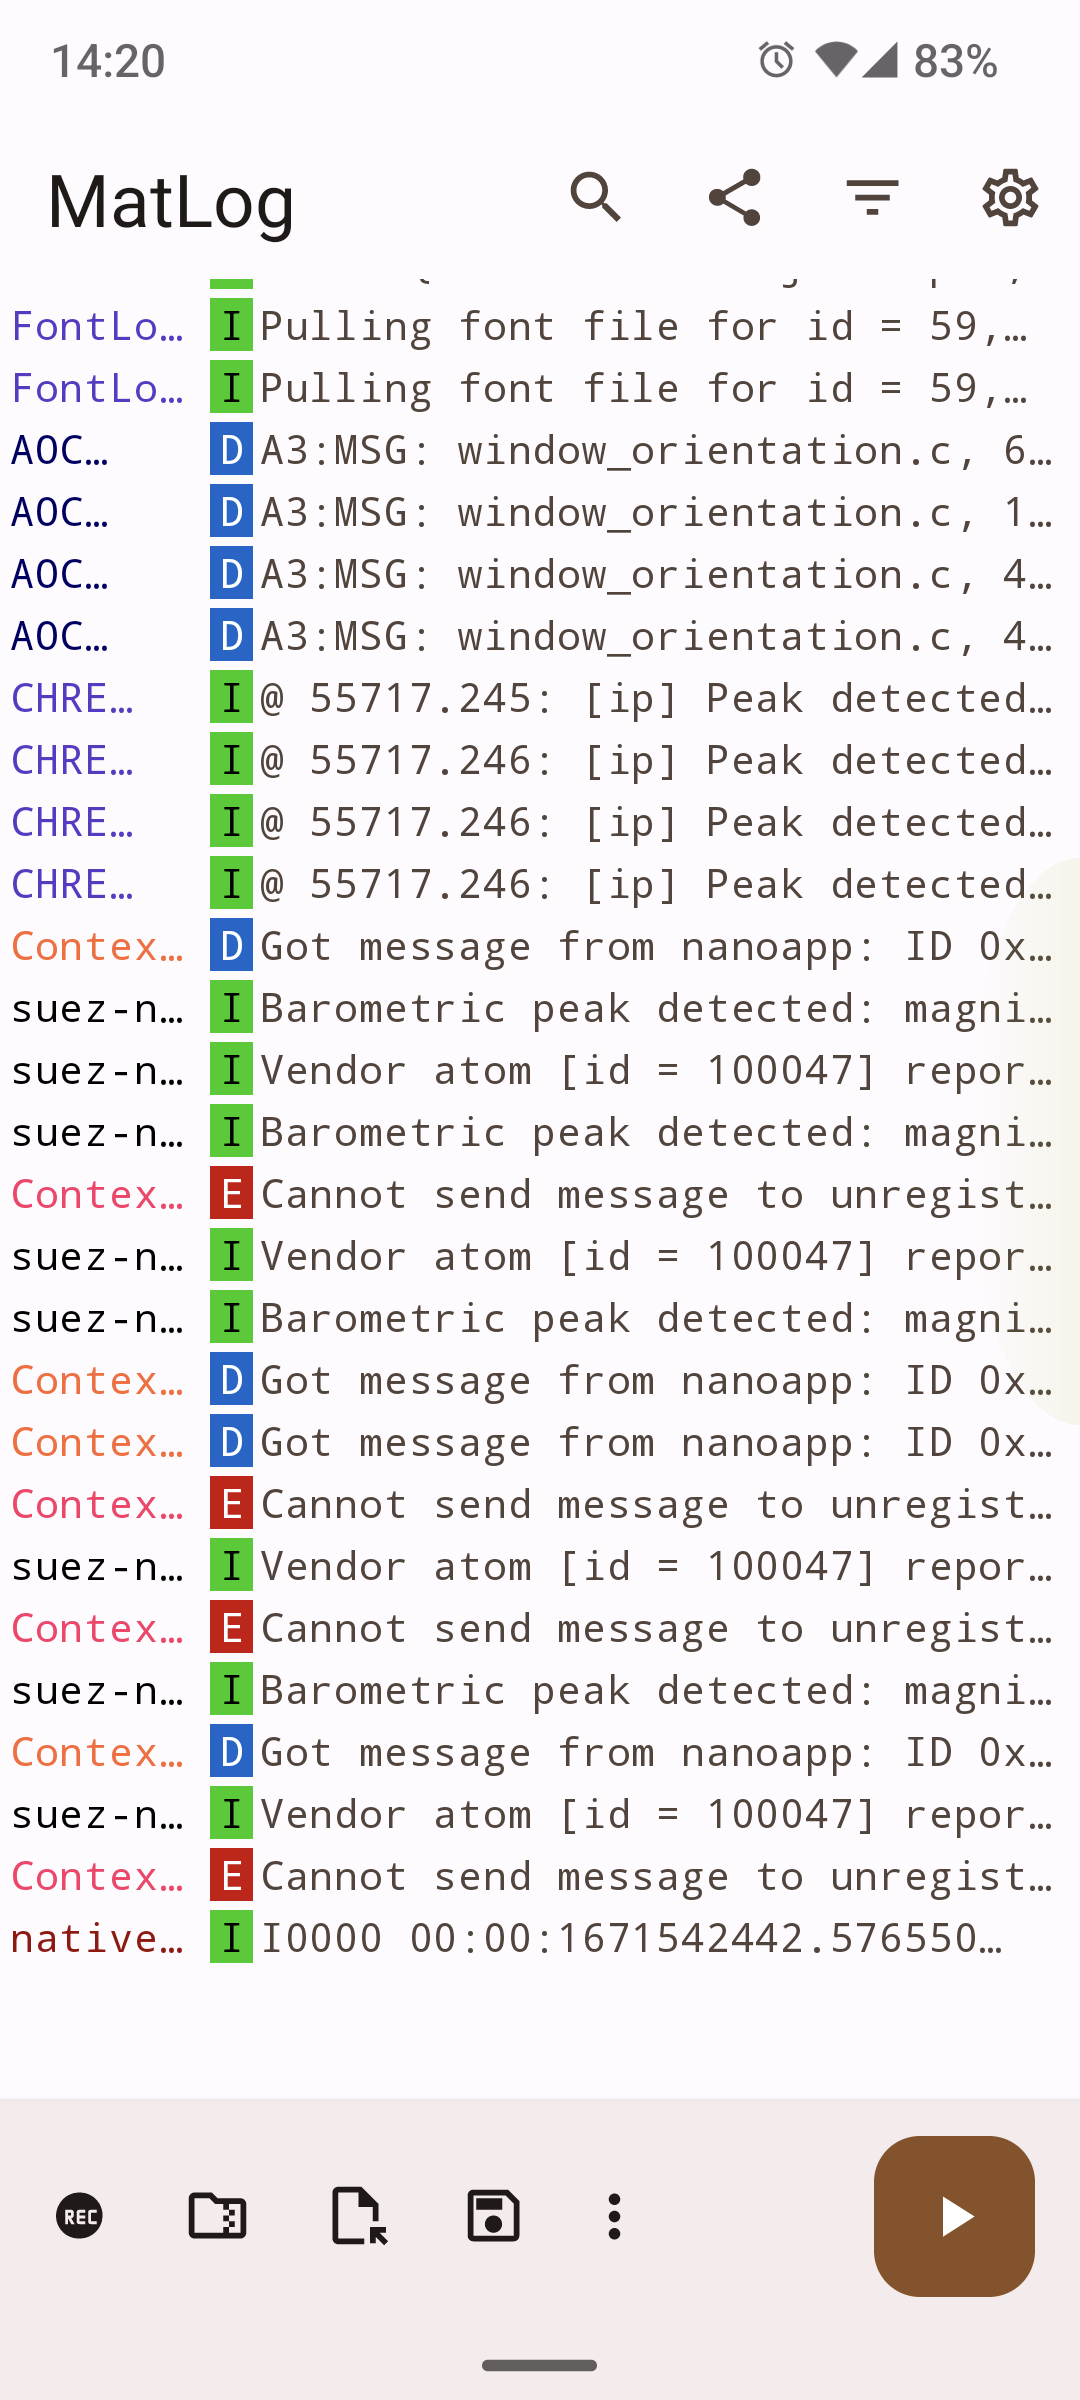 14:20 83%
MatLog
FontLo… I Pulling font file for id = 59,…
FontLo… I Pulling font file for id = 59,…
AOC… D A3:MSG: window_orientation.c, 6…
AOC… D A3:MSG: window_orientation.c, 1…
AOC… D A3:MSG: window_orientation.c, 4…
AOC… D A3:MSG: window_orientation.c, 4…
CHRE… I @ 55717.245: [ip] Peak detected…
CHRE… I @ 55717.246: [ip] Peak detected…
CHRE… I @ 55717.246: [ip] Peak detected…
CHRE… I @ 55717.246: [ip] Peak detected…
Contex… D Got message from nanoapp: ID 0x…
suez-n… I Barometric peak detected: magni…
suez-n… I Vendor atom [id = 100047] repor…
suez-n… I Barometric peak detected: magni…
Contex… E Cannot send message to unregist…
suez-n… I Vendor atom [id = 100047] repor…
suez-n… I Barometric peak detected: magni…
Contex… D Got message from nanoapp: ID 0x…
Contex… D Got message from nanoapp: ID 0x…
Contex… E Cannot send message to unregist…
suez-n… I Vendor atom [id = 100047] repor…
Contex… E Cannot send message to unregist…
suez-n… I Barometric peak detected: magni…
Contex… D Got message from nanoapp: ID 0x…
suez-n… I Vendor atom [id = 100047] repor…
Contex… E Cannot send message to unregist…
native… I I0000 00:00:1671542442.576550…
REC